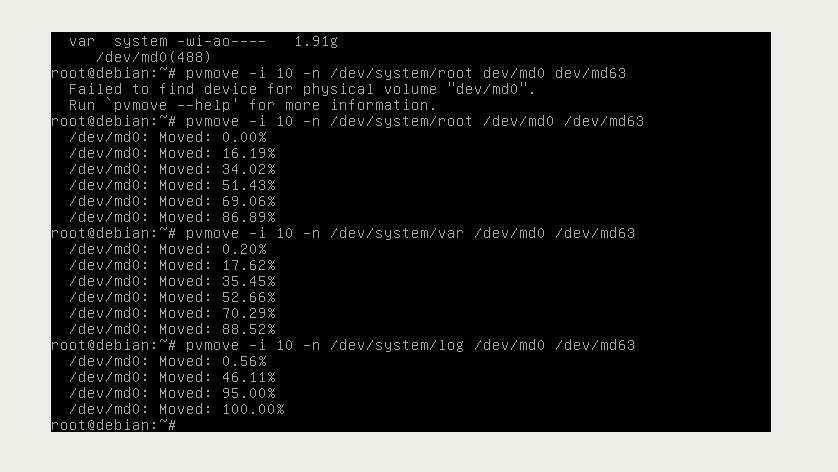 var  system -wi-ao----   1.91g
/dev/md0(488)
root@debian:~# pvmove -i 10 -n /dev/system/root dev/md0 dev/md63
Failed to find device for physical volume "dev/md0".
Run `pvmove --help' for more information.
root@debian:~# pvmove -i 10 -n /dev/system/root /dev/md0 /dev/md63
/dev/md0: Moved: 0.00%
/dev/md0: Moved: 16.19%
/dev/md0: Moved: 34.02%
/dev/md0: Moved: 51.43%
/dev/md0: Moved: 69.06%
/dev/md0: Moved: 86.89%
root@debian:~# pvmove -i 10 -n /dev/system/var /dev/md0 /dev/md63
/dev/md0: Moved: 0.20%
/dev/md0: Moved: 17.62%
/dev/md0: Moved: 35.45%
/dev/md0: Moved: 52.66%
/dev/md0: Moved: 70.29%
/dev/md0: Moved: 88.52%
root@debian:~# pvmove -i 10 -n /dev/system/log /dev/md0 /dev/md63
/dev/md0: Moved: 0.56%
/dev/md0: Moved: 46.11%
/dev/md0: Moved: 95.00%
/dev/md0: Moved: 100.00%
root@debian:~#